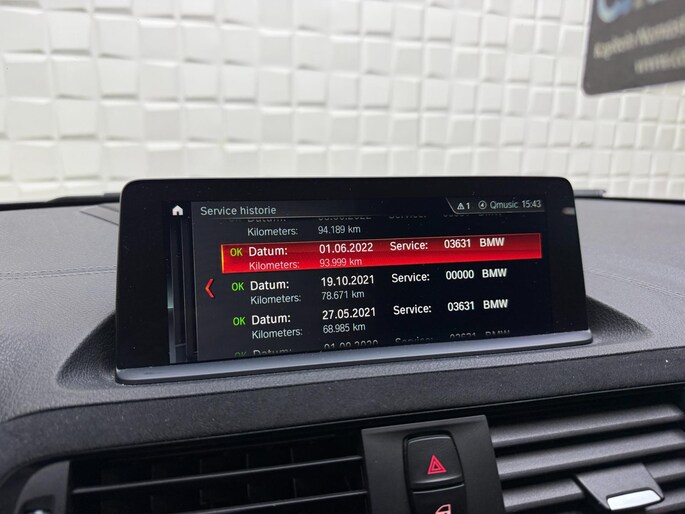 Service historie
1 Qmusic 15:43
Kilometers: 94.189 km
OK Datum: 01.06.2022 Service: 03631 BMW
Kilometers: 93.999 km
OK Datum: 19.10.2021 Service: 00000 BMW
Kilometers: 78.671 km
OK Datum: 27.05.2021 Service: 03631 BMW
Kilometers: 68.985 km